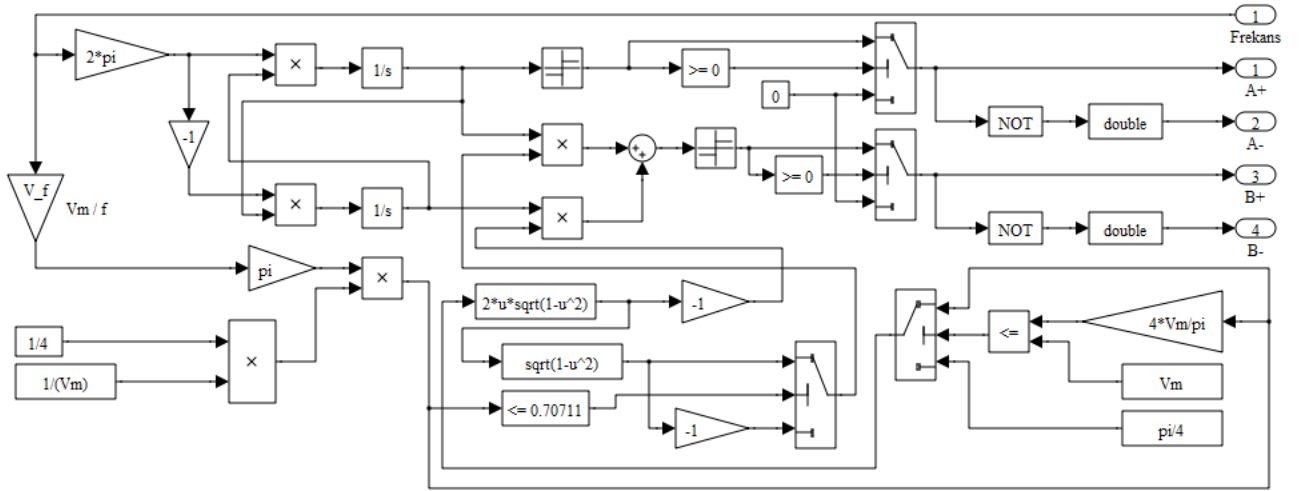 1
Frekans
2*pi
×
1/s
>= 0
1
A+
0
-1
NOT
double
2
A-
×
+
+
>= 0
3
B+
V_f
Vm / f
×
1/s
×
NOT
double
4
B-
pi
×
2*u*sqrt(1-u^2)
-1
<=
4*Vm/pi
1/4
×
sqrt(1-u^2)
1/(Vm)
Vm
<= 0.70711
-1
pi/4